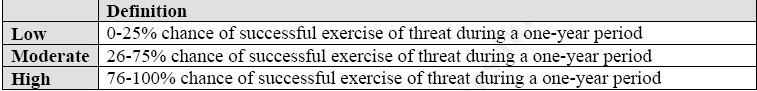 Definition
Low 0-25% chance of successful exercise of threat during a one-year period
Moderate 26-75% chance of successful exercise of threat during a one-year period
High 76-100% chance of successful exercise of threat during a one-year period